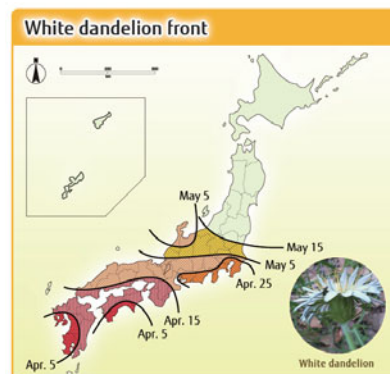 White dandelion front
May 5
May 15
May 5
Apr. 25
Apr. 15
Apr. 5
Apr. 5
White dandelion